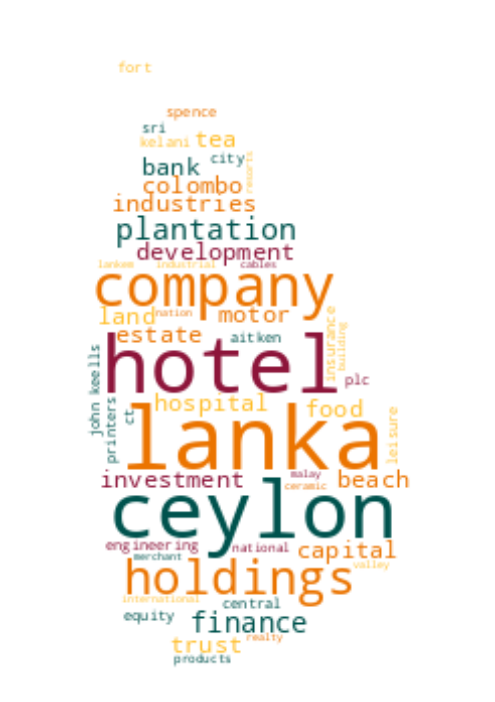 fort
spence
sri
kelani tea
bank city
resorts
colombo
industries
plantation
development
lankem industrial cables
company
land nation motor
estate aitken
insurance
building
hotel
plc
john keells
printers
ct
hospital food
leisure
lanka
investment malay beach
ceramic
ceylon
engineering national capital
merchant
valley
holdings
international central
equity finance
realty
trust
products